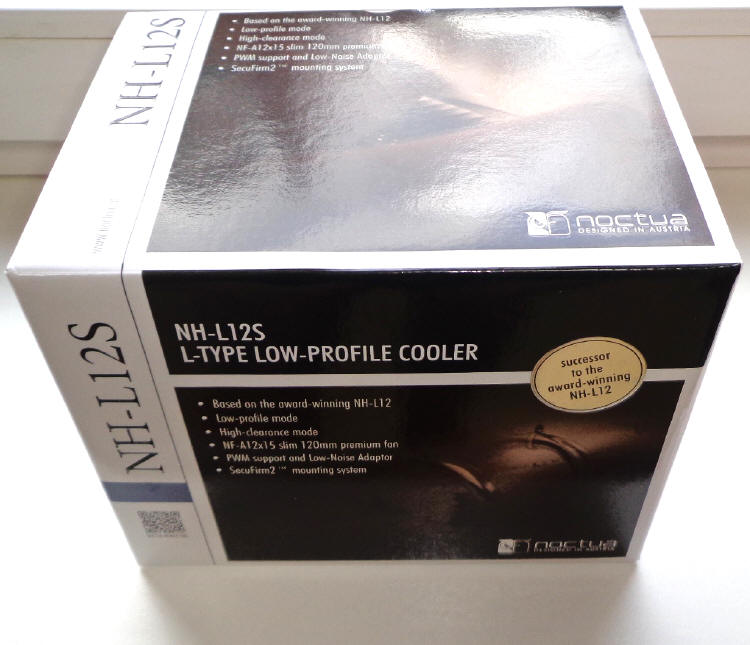 NH-L12S
• Based on the award-winning NH-L12
• Low-profile mode
• High-clearance mode
• NF-A12x15 slim 120mm premium
• PWM support and Low-Noise Adaptor
• SecuFirm2™ mounting system
noctua
DESIGNED IN AUSTRIA
NH-L12S
NH-L12S
L-TYPE LOW-PROFILE COOLER
successor
to the
award-winning
NH-L12
• Based on the award-winning NH-L12
• Low-profile mode
• High-clearance mode
• NF-A12x15 slim 120mm premium fan
• PWM support and Low-Noise Adaptor
• SecuFirm2™ mounting system
noctua
DESIGNED IN AUSTRIA